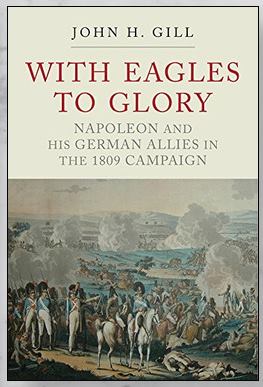 JOHN H. GILL
WITH EAGLES
TO GLORY
NAPOLEON AND
HIS GERMAN ALLIES IN
THE 1809 CAMPAIGN